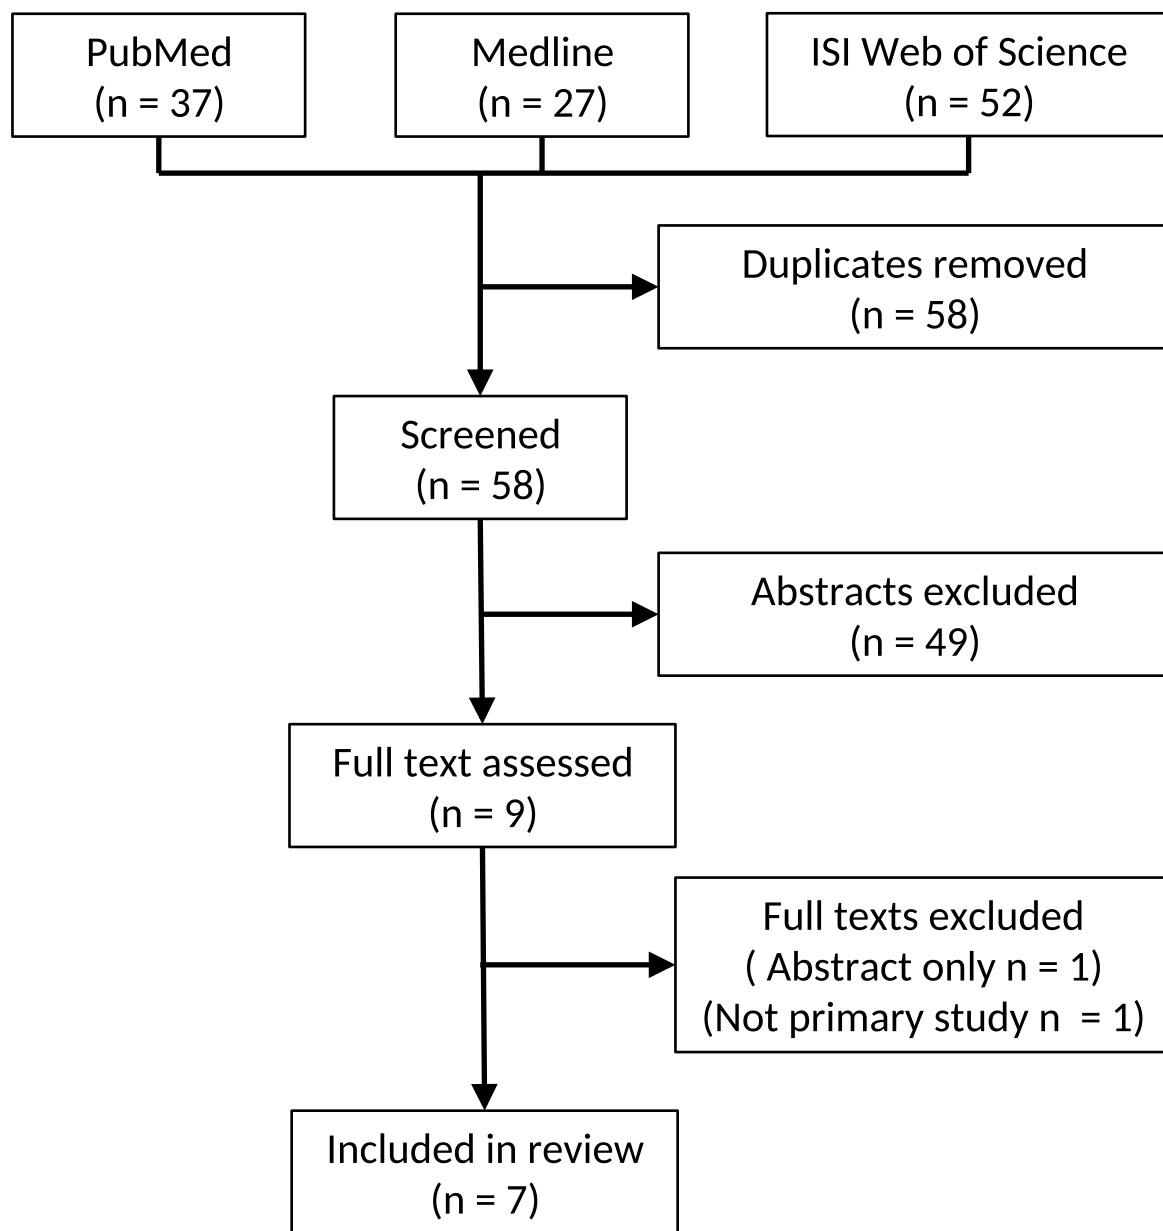 PubMed
(n = 37)
Medline
(n = 27)
ISI Web of Science
(n = 52)
Duplicates removed
(n = 58)
Screened
(n = 58)
Abstracts excluded
(n = 49)
Full text assessed
(n = 9)
Full texts excluded
( Abstract only n = 1)
(Not primary study n  = 1)
Included in review
(n = 7)